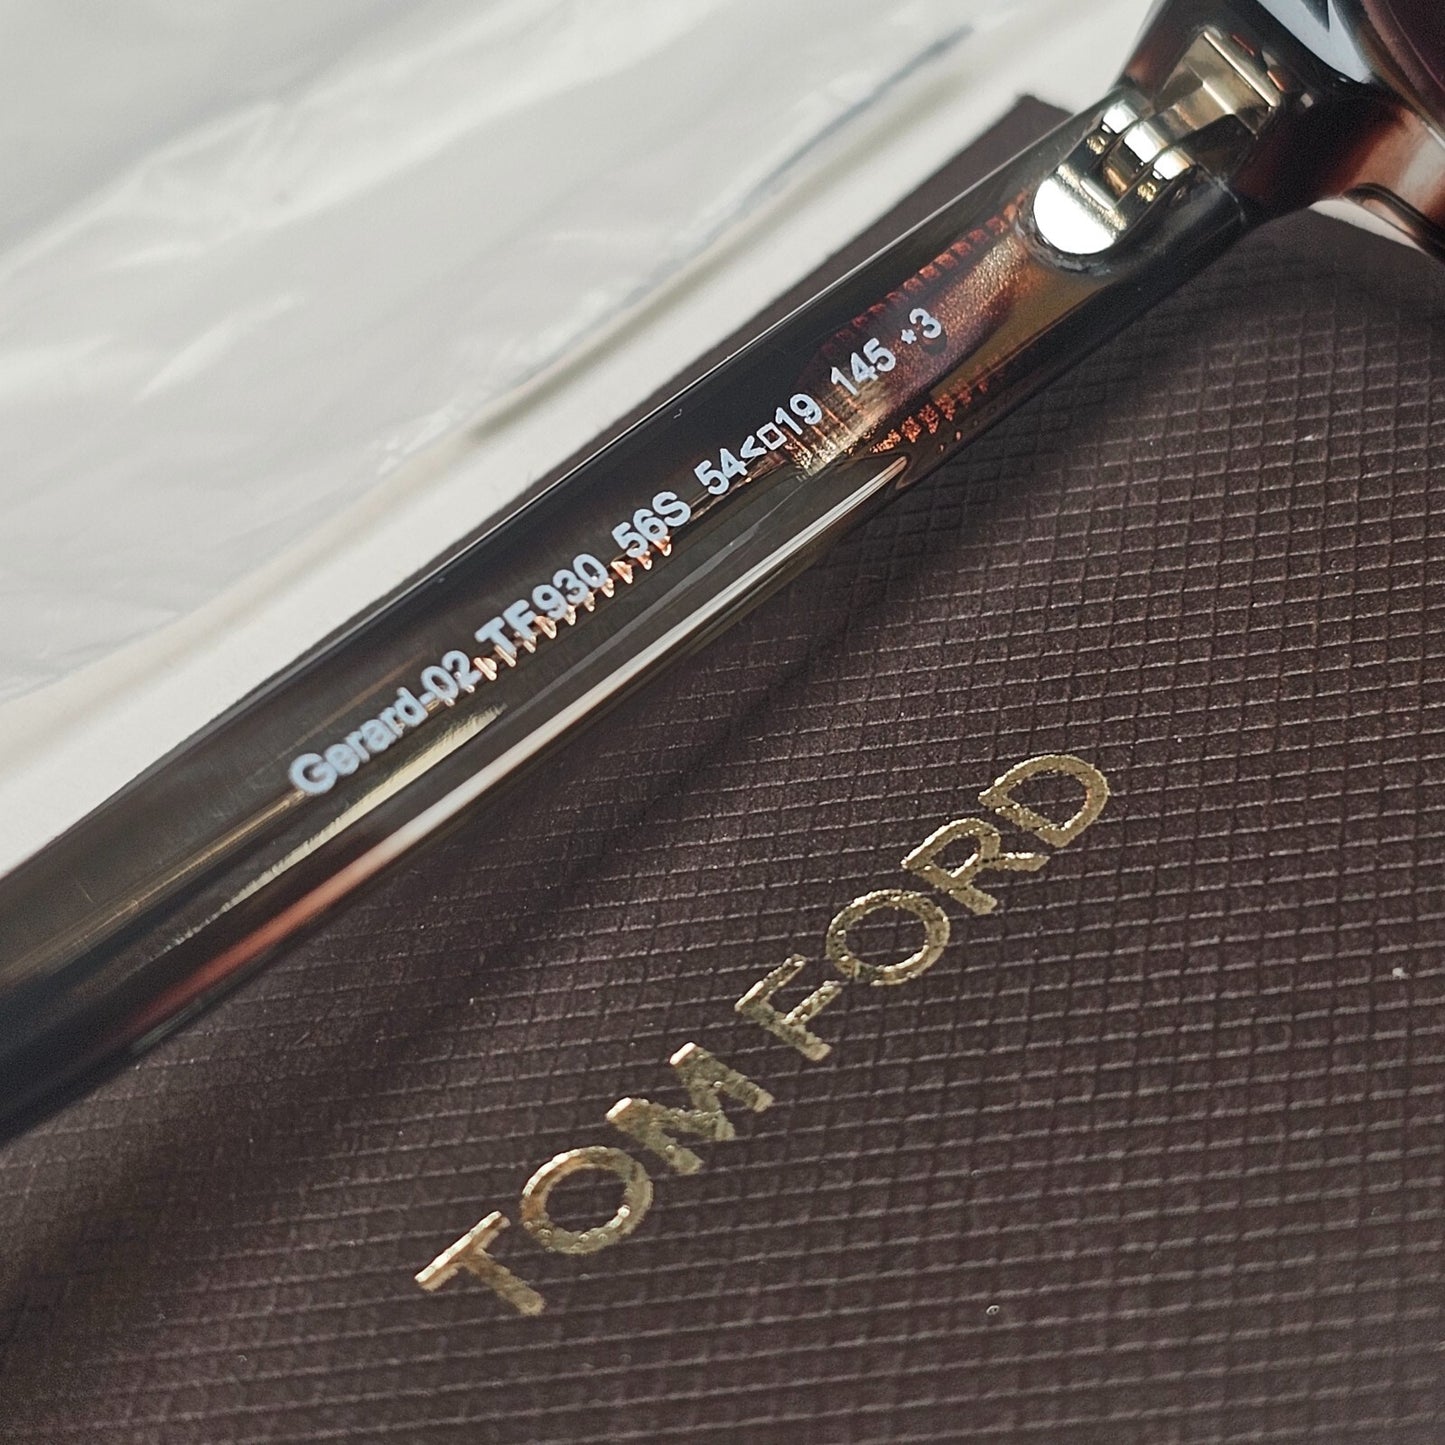 Gerard-02 TF930 56S 54<□19 145 *3
TOM FORD